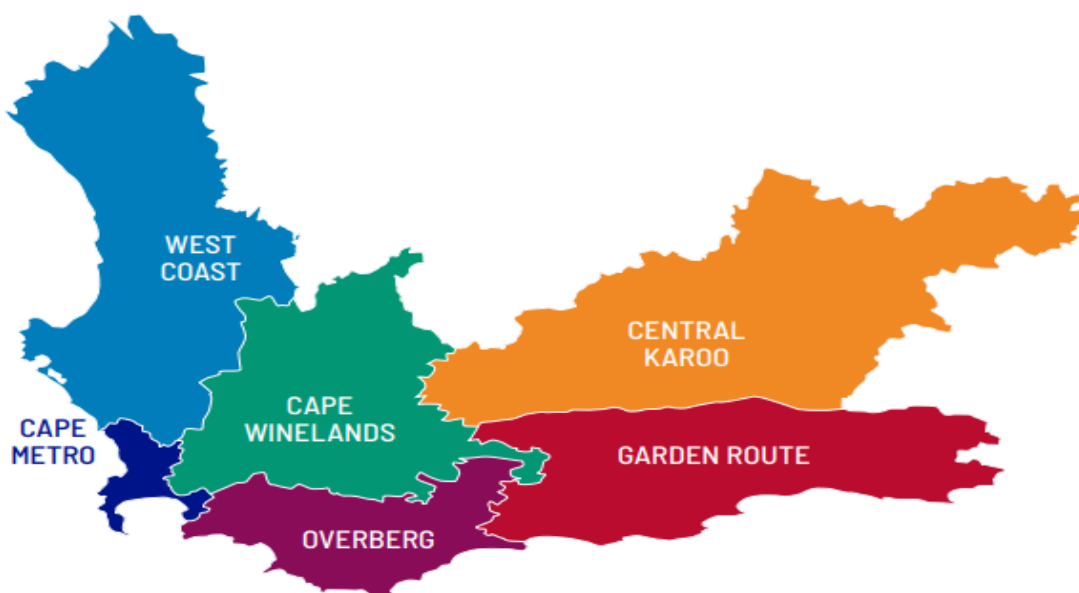 WEST
COAST
CENTRAL
KAROO
CAPE
WINELANDS
CAPE
METRO
GARDEN ROUTE
OVERBERG